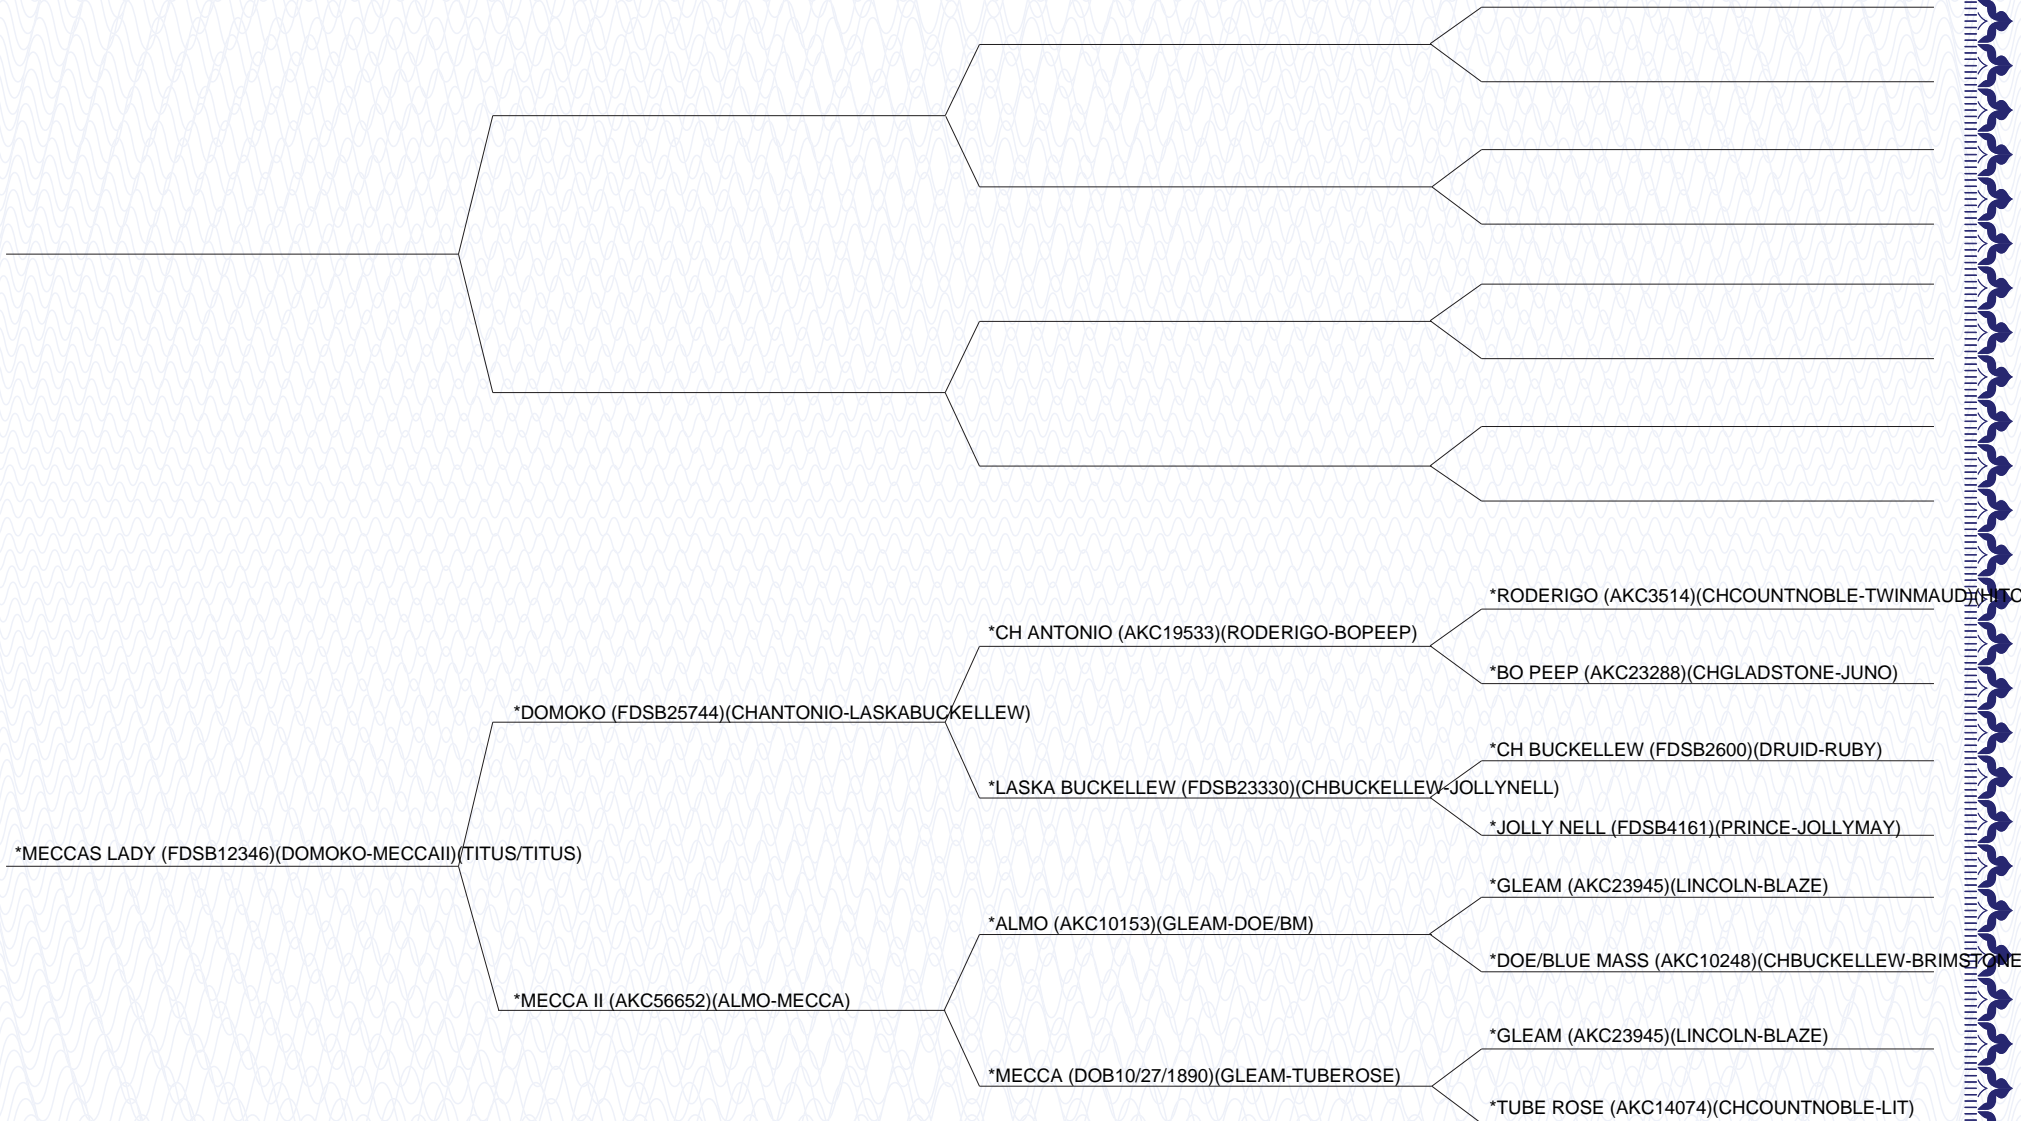 *RODERIGO (AKC3514)(CHCOUNTNOBLE-TWINMAUD)
*CH ANTONIO (AKC19533)(RODERIGO-BOPEEP)
*BO PEEP (AKC23288)(CHGLADSTONE-JUNO)
*DOMOKO (FDSB25744)(CHANTONIO-LASKABUCKELLEW)
*CH BUCKELLEW (FDSB2600)(DRUID-RUBY)
*LASKA BUCKELLEW (FDSB23330)(CHBUCKELLEW-JOLLYNELL)
*JOLLY NELL (FDSB4161)(PRINCE-JOLLYMAY)
*MECCAS LADY (FDSB12346)(DOMOKO-MECCAII)(TITUS/TITUS)
*GLEAM (AKC23945)(LINCOLN-BLAZE)
*ALMO (AKC10153)(GLEAM-DOE/BM)
*DOE/BLUE MASS (AKC10248)(CHBUCKELLEW-BRIMSTONE
*MECCA II (AKC56652)(ALMO-MECCA)
*GLEAM (AKC23945)(LINCOLN-BLAZE)
*MECCA (DOB10/27/1890)(GLEAM-TUBEROSE)
*TUBE ROSE (AKC14074)(CHCOUNTNOBLE-LIT)